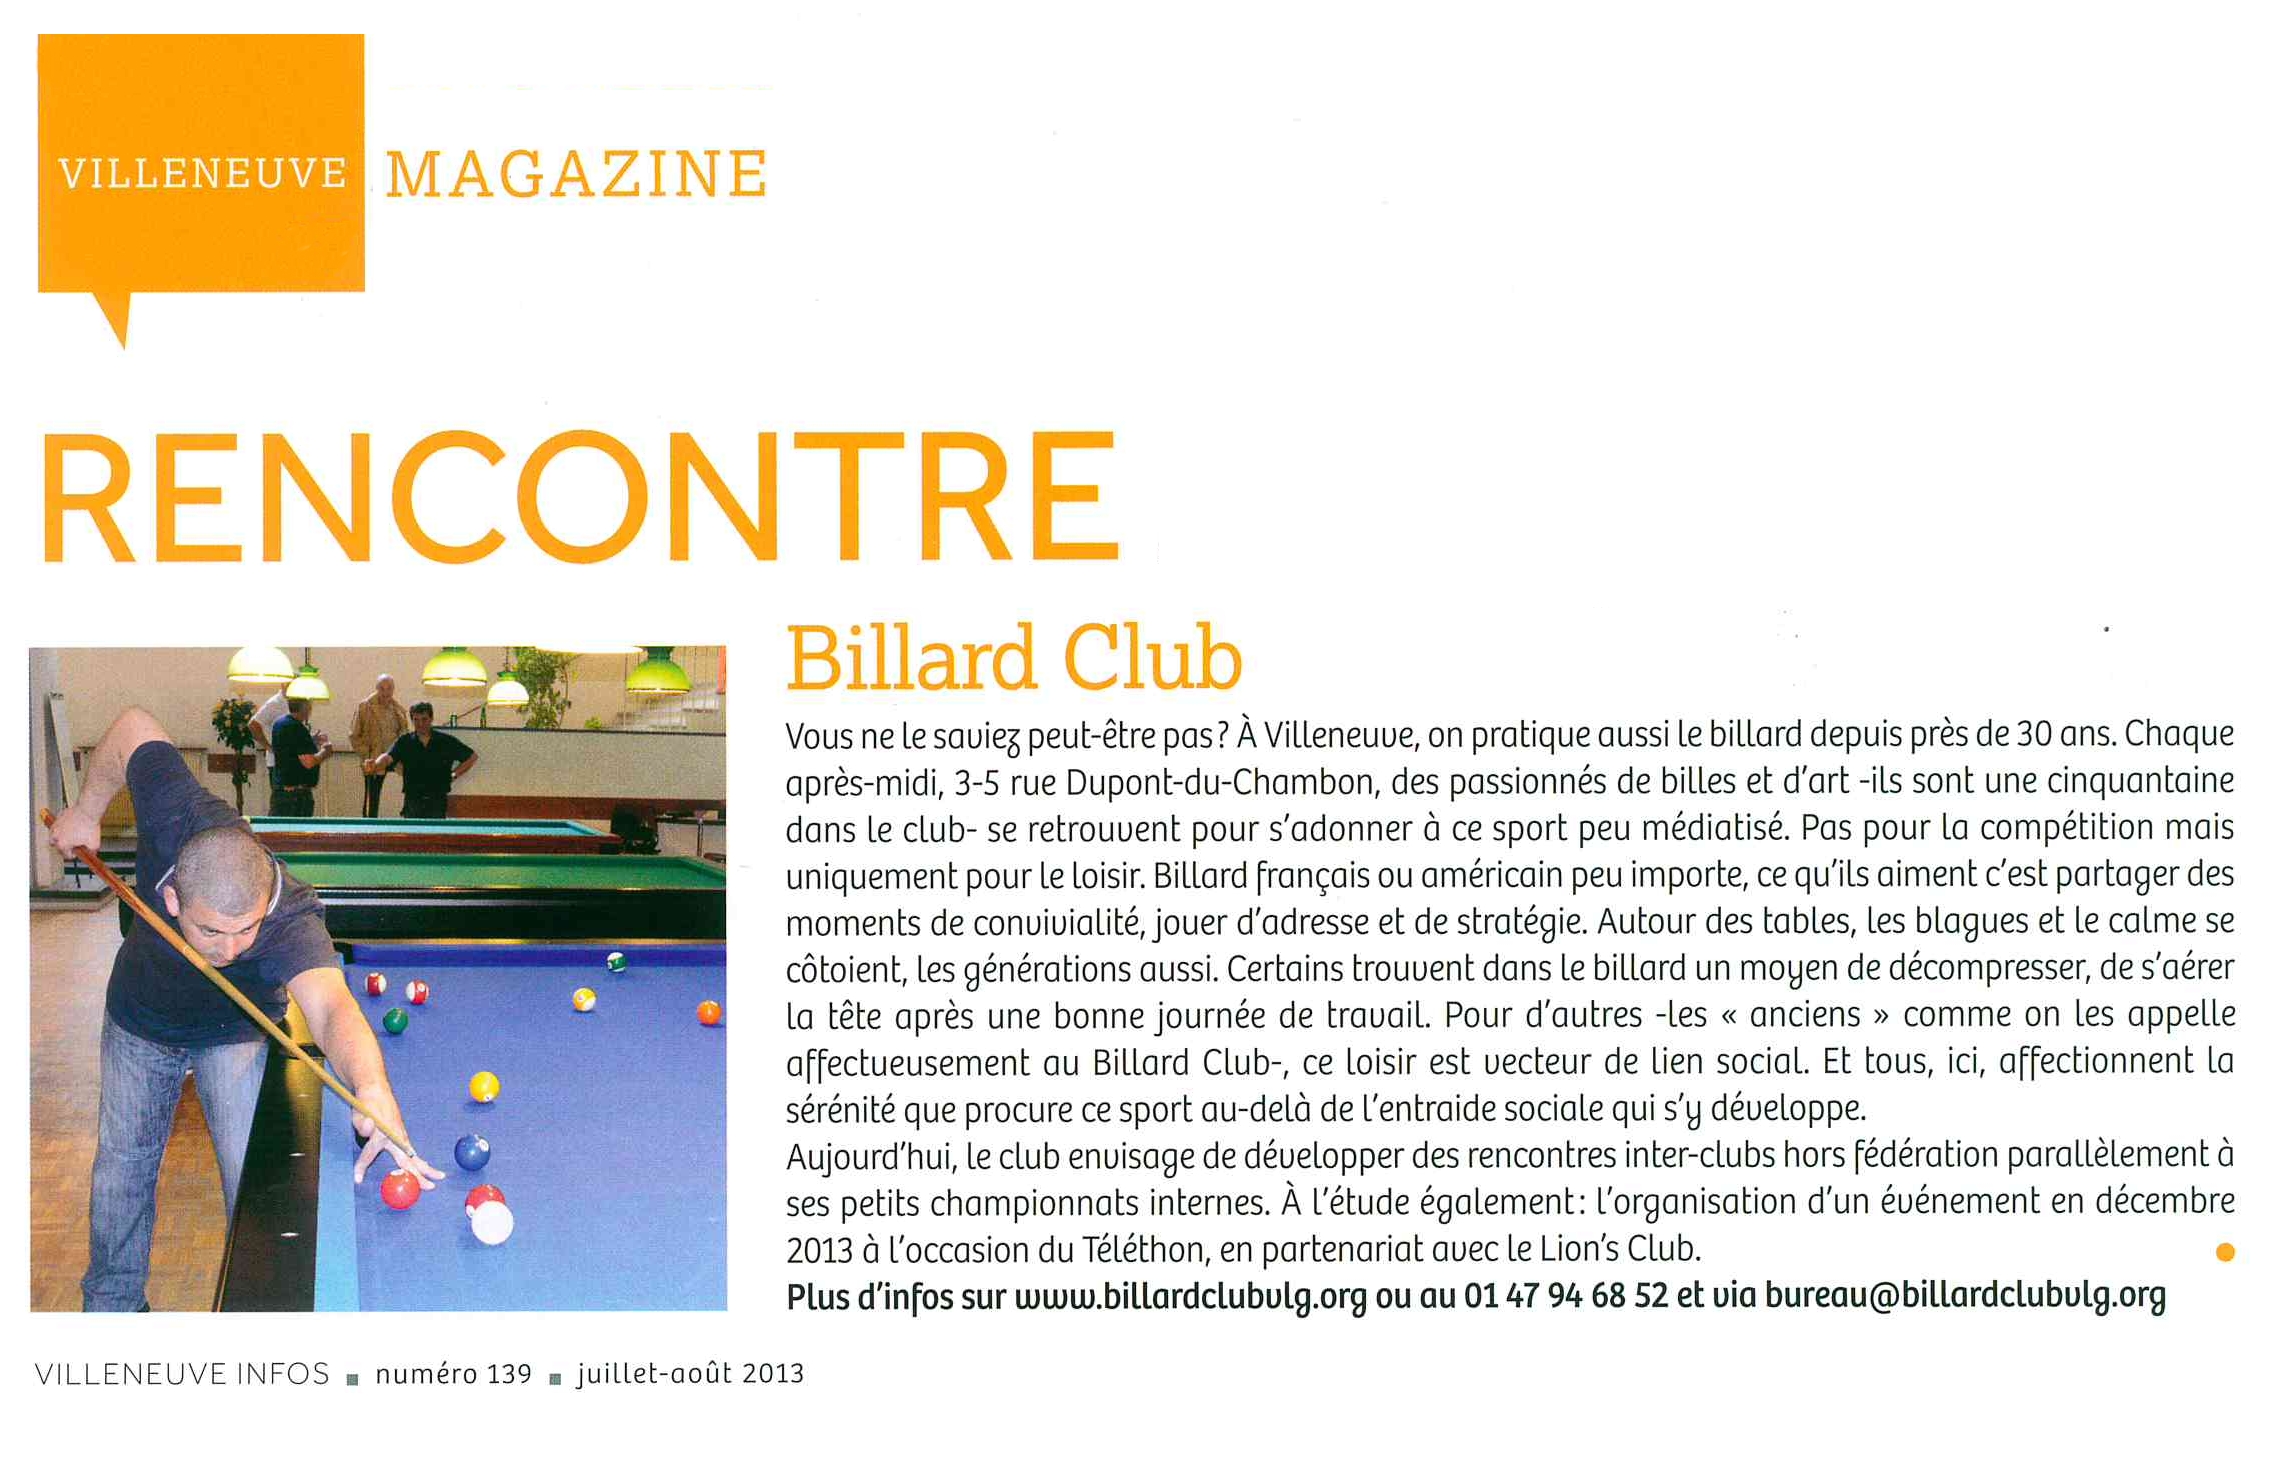 VILLENEUVE MAGAZINE
RENCONTRE
Billard Club
Vous ne le saviez peut-être pas? À Villeneuve, on pratique aussi le billard depuis près de 30 ans. Chaque
après-midi, 3-5 rue Dupont-du-Chambon, des passionnés de billes et d'art -ils sont une cinquantaine
dans le club- se retrouvent pour s'adonner à ce sport peu médiatisé. Pas pour la compétition mais
uniquement pour le loisir. Billard français ou américain peu importe, ce qu'ils aiment c'est partager des
moments de convivialité, jouer d'adresse et de stratégie. Autour des tables, les blagues et le calme se
côtoient, les générations aussi. Certains trouvent dans le billard un moyen de décompresser, de s'aérer
la tête après une bonne journée de travail. Pour d'autres -les « anciens » comme on les appelle
affectueusement au Billard Club-, ce loisir est vecteur de lien social. Et tous, ici, affectionnent la
sérénité que procure ce sport au-delà de l'entraide sociale qui s'y développe.
Aujourd'hui, le club envisage de développer des rencontres inter-clubs hors fédération parallèlement à
ses petits championnats internes. À l'étude également: l'organisation d'un événement en décembre
2013 à l'occasion du Téléthon, en partenariat avec le Lion's Club.
Plus d'infos sur www.billardclubvlg.org ou au 01 47 94 68 52 et via bureau@billardclubvlg.org
VILLENEUVE INFOS ■ numéro 139 ■ juillet-août 2013